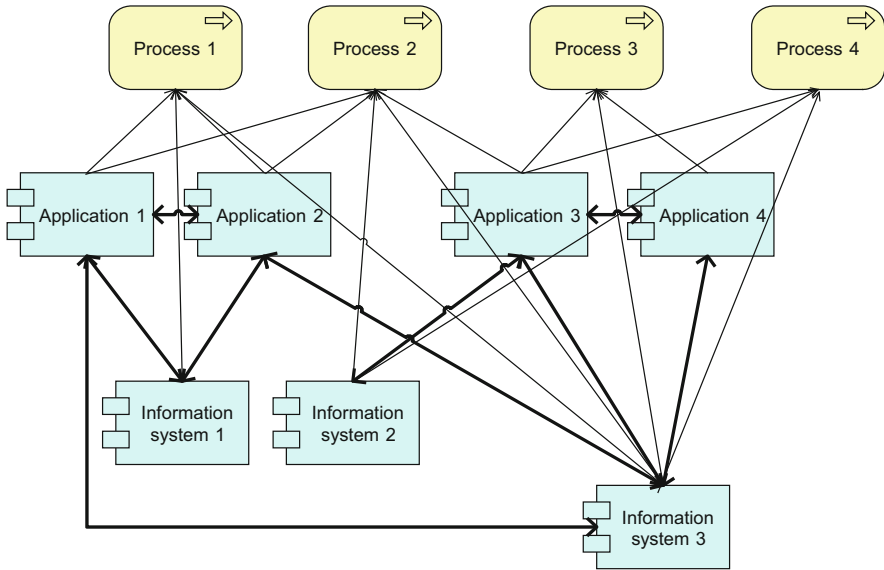 Process 1
Process 2
Process 3
Process 4
Application 1
Application 2
Application 3
Application 4
Information
system 1
Information
system 2
Information
system 3